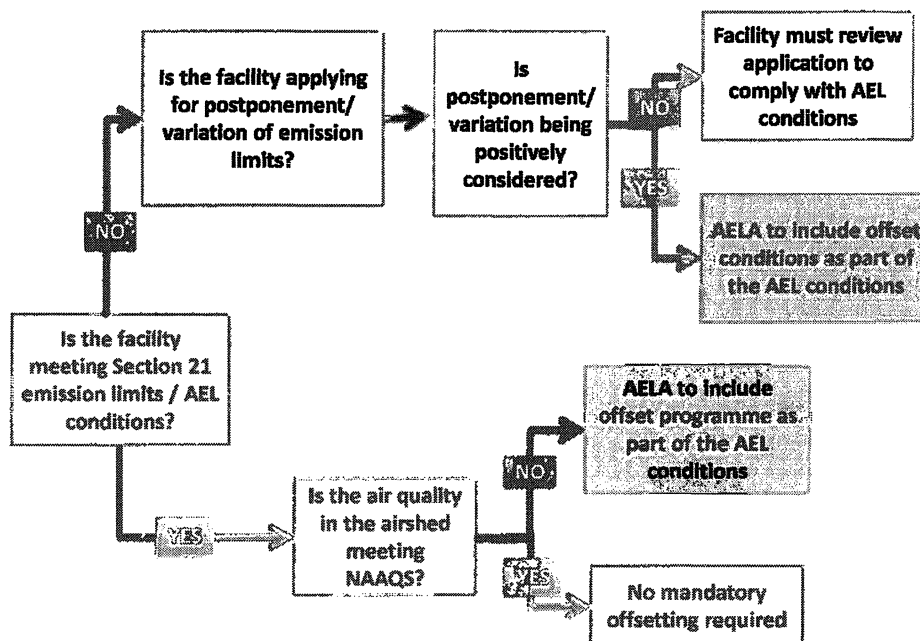 Is the facility applying
for postponement/
variation of emission
limits?
Is
postponement/
variation being
positively
considered?
NO
Facility must review
application to
comply with AEL
conditions
YES
AELA to include offset
conditions as part of
the AEL conditions
NO
Is the facility
meeting Section 21
emission limits / AEL
conditions?
YES
Is the air quality
in the airshed
meeting
NAAQS?
NO
AELA to include
offset programme as
part of the AEL
conditions
YES
No mandatory
offsetting required